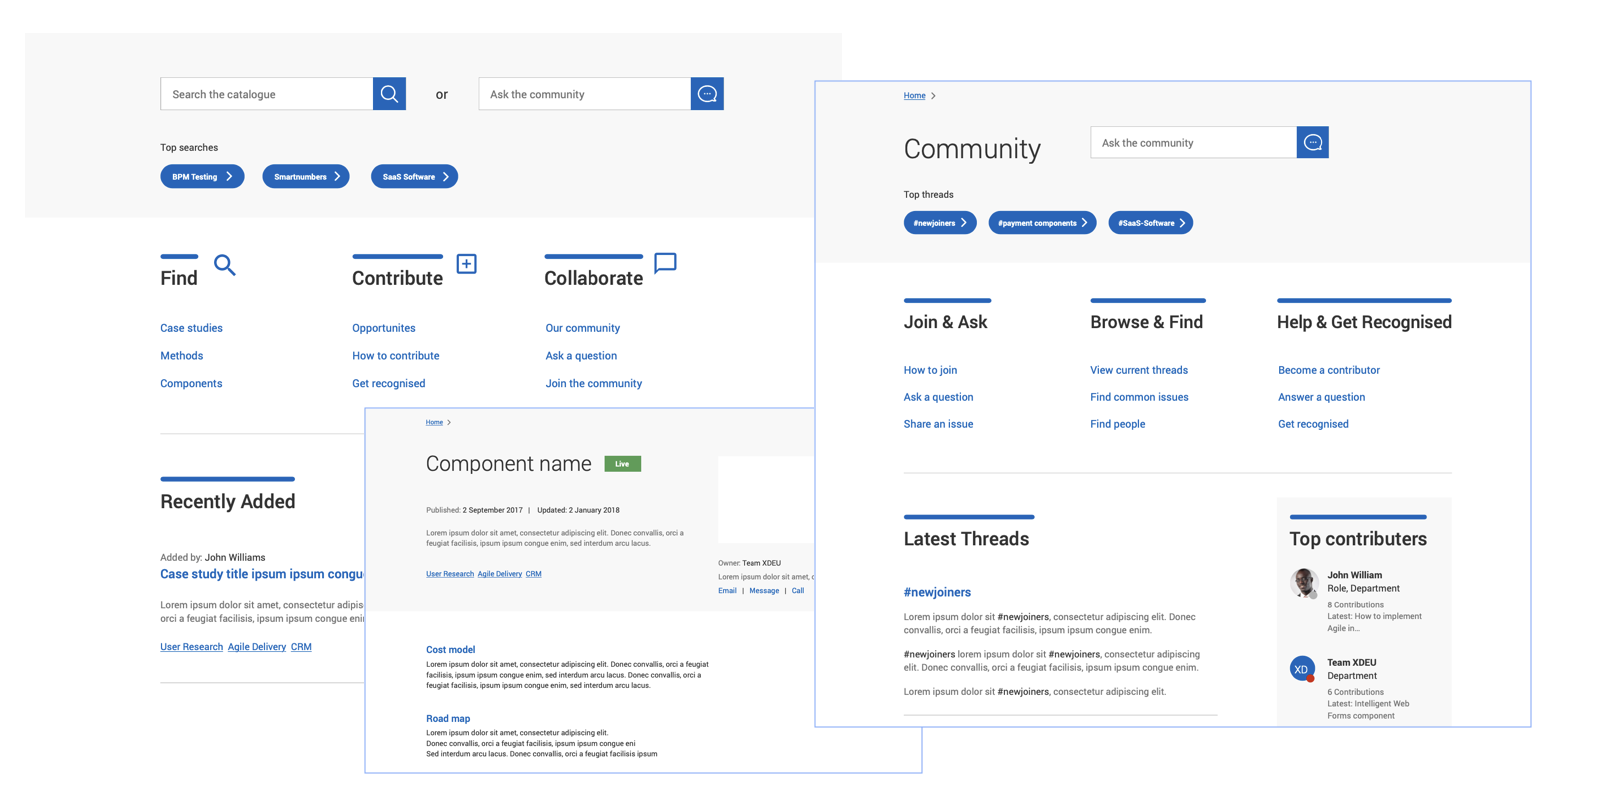 Search the catalogue
or
Ask the community
Top searches
BPM Testing
Smartnumbers
SaaS Software
Find
Contribute
Collaborate
Case studies
Opportunites
Our community
Methods
How to contribute
Ask a question
Components
Get recognised
Join the community
Recently Added
Added by: John Williams
Case study title ipsum ipsum
Lorem ipsum dolor sit amet, consectetur
orci a feugiat facilisis, ipsum ipsum congue
User Research Agile Delivery CRM
Home
Component name
Live
Published: 2 September 2017 | Updated: 2 January 2018
Lorem ipsum dolor sit amet, consectetur adipiscing elit. Donec convallis, orci a
feugiat facilisis, ipsum ipsum congue enim, sed interdum arcu lacus.
User Research Agile Delivery CRM
Owner: Team XDEU
Lorem ipsum dolor sit amet,
Email | Message | Call
Cost model
Lorem ipsum dolor sit amet, consectetur adipiscing elit. Donec convallis, orci a feugiat
facilisis, ipsum ipsum congue enim, sed interdum arcu lacus. Donec convallis, orci a
feugiat facilisis, ipsum ipsum congue enim, sed interdum arcu lacus.
Road map
Lorem ipsum dolor sit amet, consectetur adipiscing elit.
Donec convallis, orci a feugiat facilisis, ipsum ipsum congue eni
Sed interdum arcu lacus. Donec convallis, orci a feugiat facilisis ipsum
Home
Community
Ask the community
Top threads
#newjoiners
#payment components
#SaaS-Software
Join & Ask
Browse & Find
Help & Get Recognised
How to join
View current threads
Become a contributor
Ask a question
Find common issues
Answer a question
Share an issue
Find people
Get recognised
Latest Threads
#newjoiners
Lorem ipsum dolor sit #newjoiners, consectetur adipiscing elit. Donec
convallis, orci a feugiat facilisis, ipsum ipsum congue enim.
#newjoiners lorem ipsum dolor sit #newjoiners, consectetur adipiscing
elit. Donec convallis, orci a feugiat facilisis, ipsum ipsum congue enim.
Lorem ipsum dolor sit #newjoiners, consectetur adipiscing elit.
Top contributers
John William
Role, Department
8 Contributions
Latest: How to implement
Agile in...
XD
Team XDEU
Department
6 Contributions
Latest: Intelligent Web
Forms component